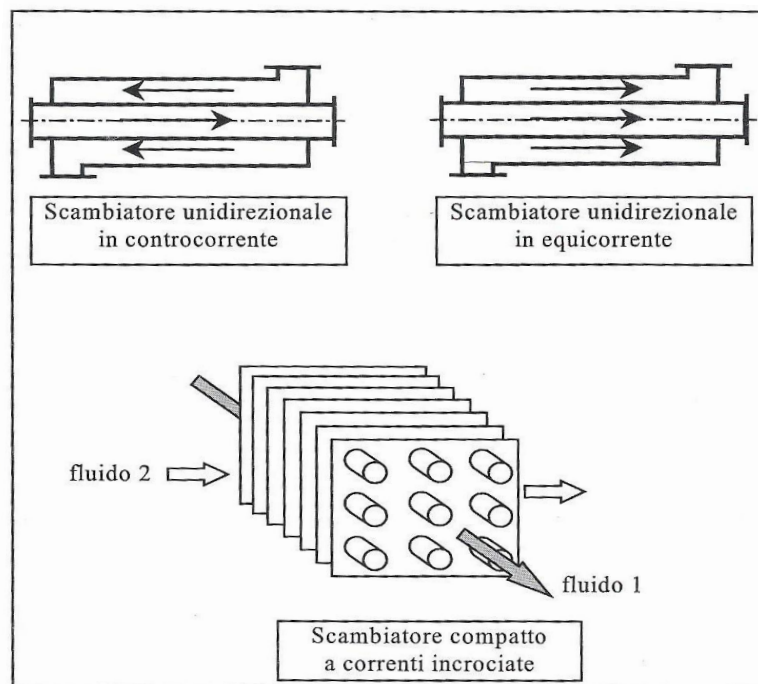 Scambiatore unidirezionale
in controcorrente
Scambiatore unidirezionale
in equicorrente
fluido 2
fluido 1
Scambiatore compatto
a correnti incrociate